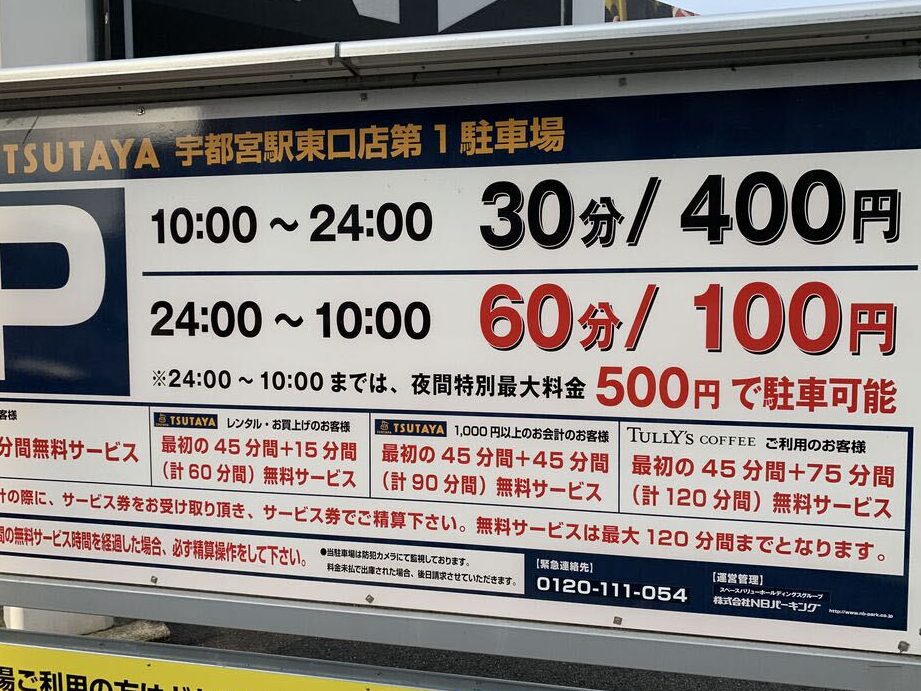 TSUTAYA 宇都宮駅東口店第1駐車場
P
10:00～24:00 30分/400円
24:00～10:00 60分/100円
※24:00～10:00までは、夜間特別最大料金500円で駐車可能
客様
分間無料サービス
TSUTAYA レンタル・お買上げのお客様
最初の45分間+15分間
(計60分間)無料サービス
TSUTAYA 1,000円以上のお会計のお客様
最初の45分間+45分間
(計90分間)無料サービス
TULLY'S COFFEE ご利用のお客様
最初の45分間+75分間
(計120分間)無料サービス
計の際に、サービス券をお受け取り頂き、サービス券でご精算下さい。無料サービスは最大120分間までとなります。
間の無料サービス時間を経過した場合、必ず精算操作をして下さい。
●当駐車場は防犯カメラにて監視しております。
料金未払で出庫された場合、後日請求させていただきます。
【緊急連絡先】
0120-111-054
【運営管理】
スペースバリューホールディングスグループ
株式会社NBパーキング
http://www.nb-park.co.jp
場ご利用の方は